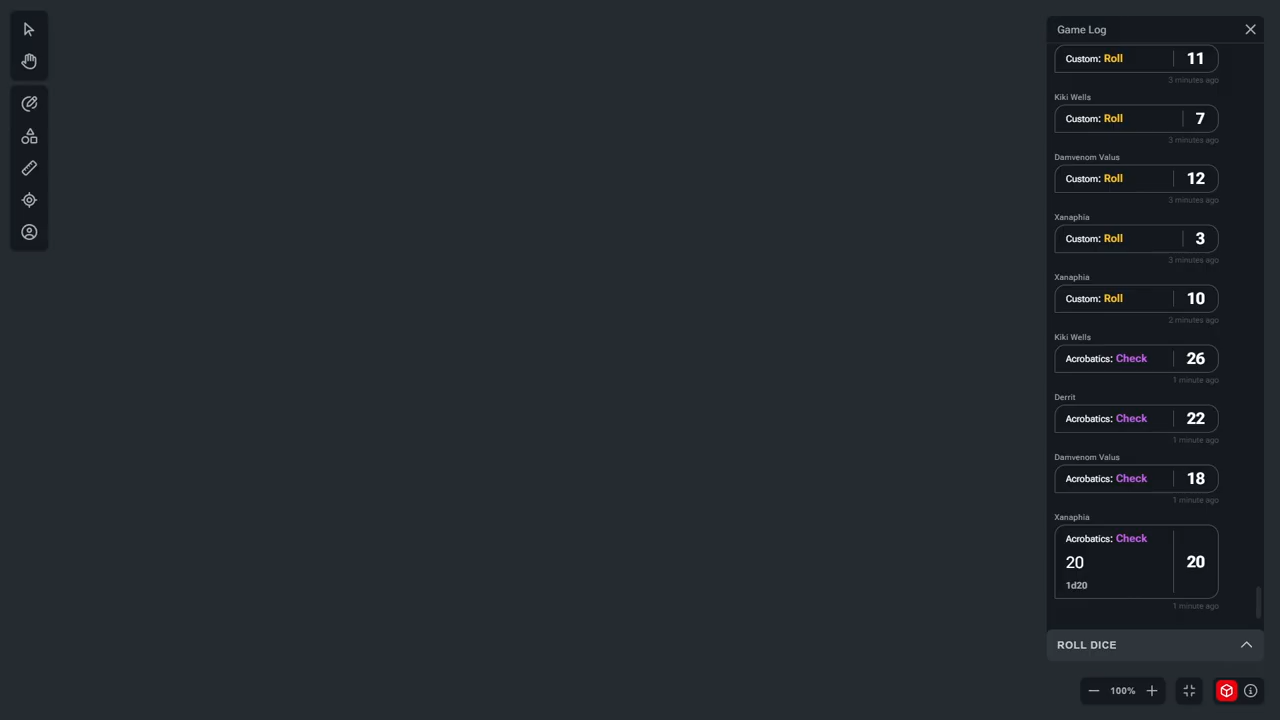 Game Log
Custom: Roll 11
3 minutes ago
Kiki Wells
Custom: Roll 7
3 minutes ago
Damvenom Valus
Custom: Roll 12
3 minutes ago
Xanaphia
Custom: Roll 3
3 minutes ago
Xanaphia
Custom: Roll 10
2 minutes ago
Kiki Wells
Acrobatics: Check 26
1 minute ago
Derrit
Acrobatics: Check 22
1 minute ago
Damvenom Valus
Acrobatics: Check 18
1 minute ago
Xanaphia
Acrobatics: Check
20 20
1d20
1 minute ago
ROLL DICE
100%